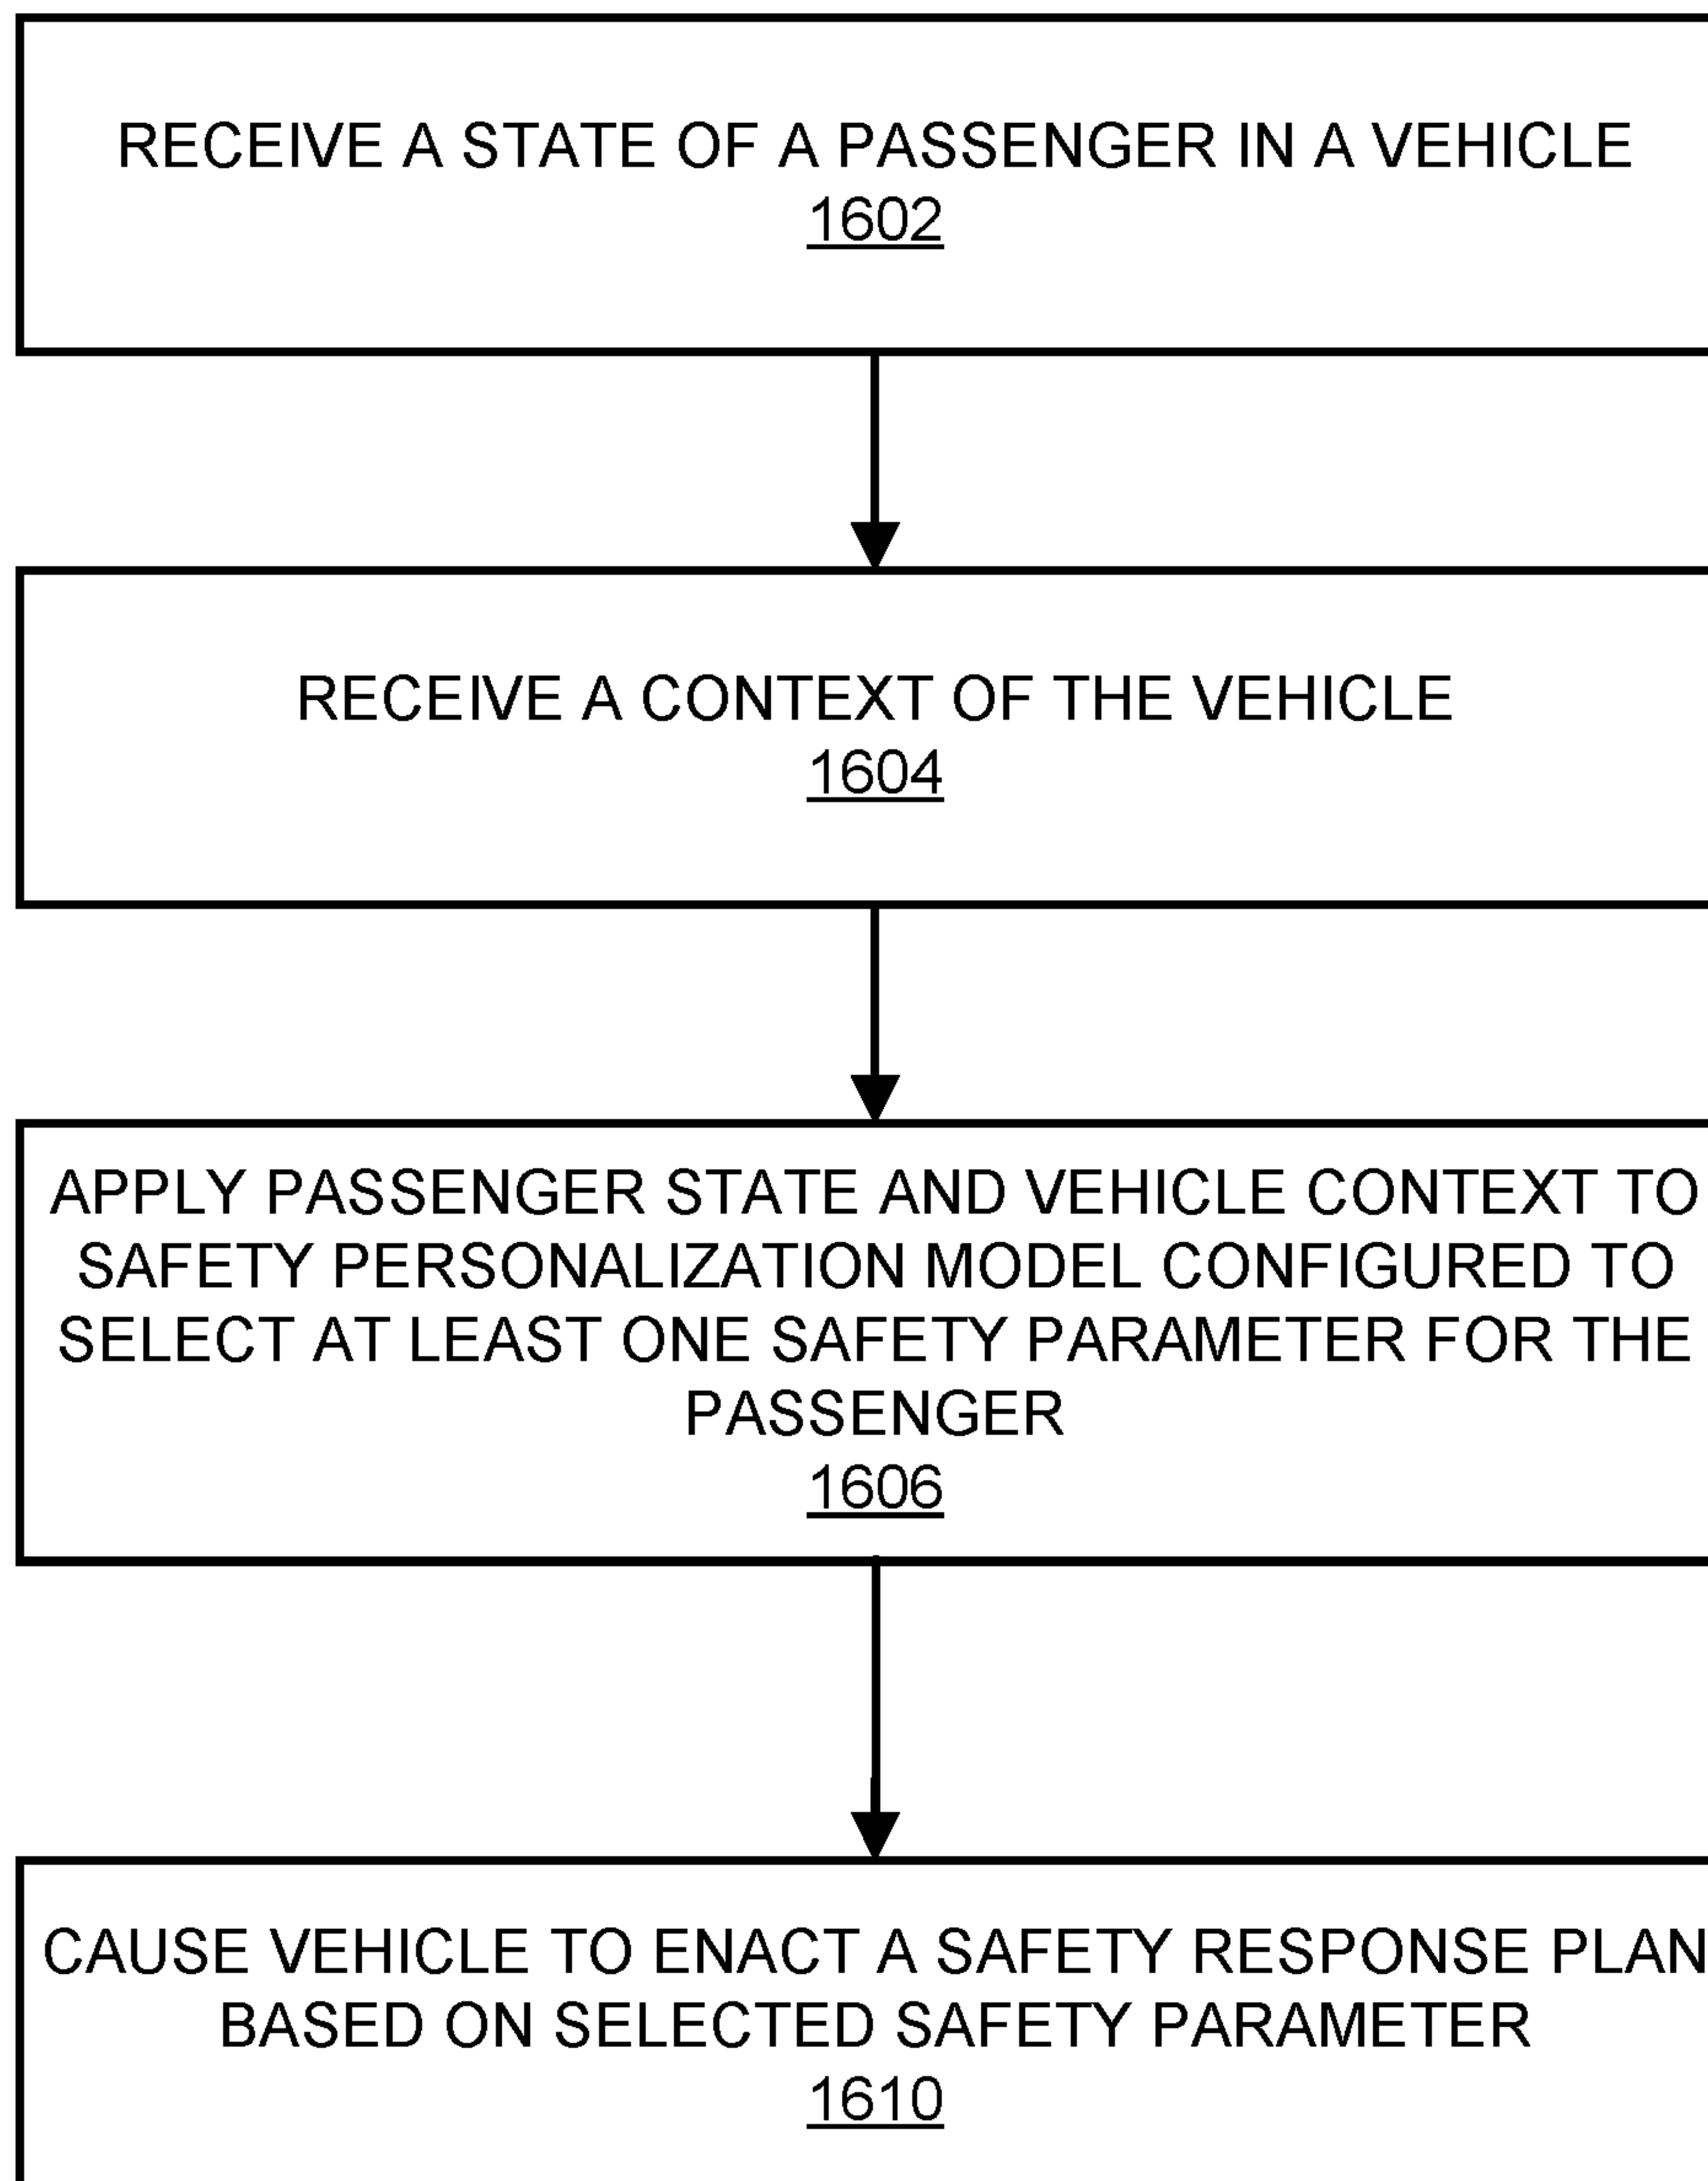 RECEIVE A STATE OF A PASSENGER IN A VEHICLE
1602
RECEIVE A CONTEXT OF THE VEHICLE
1604
APPLY PASSENGER STATE AND VEHICLE CONTEXT TO
SAFETY PERSONALIZATION MODEL CONFIGURED TO
SELECT AT LEAST ONE SAFETY PARAMETER FOR THE
PASSENGER
1606
CAUSE VEHICLE TO ENACT A SAFETY RESPONSE PLAN
BASED ON SELECTED SAFETY PARAMETER
1610